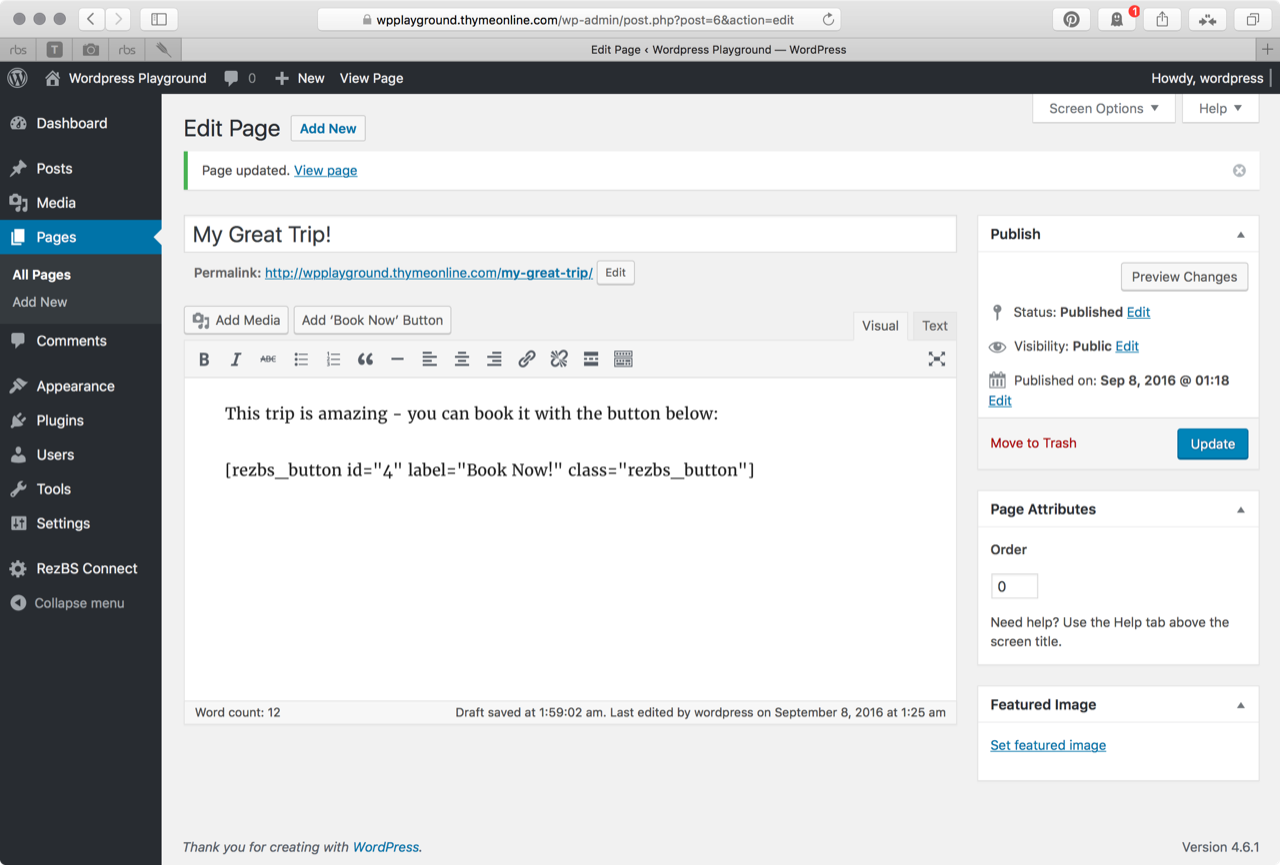 wpplayground.thymeonline.com/wp-admin/post.php?post=6&action=edit
1
rbs
T
rbs
Edit Page ‹ Wordpress Playground — WordPress
Wordpress Playground
0
New
View Page
Howdy, wordpress
Dashboard
Posts
Media
Pages
All Pages
Add New
Comments
Appearance
Plugins
Users
Tools
Settings
RezBS Connect
Collapse menu
Screen Options
Help
Edit Page
Add New
Page updated. View page
My Great Trip!
Permalink: http://wpplayground.thymeonline.com/my-great-trip/ Edit
Add Media
Add ‘Book Now’ Button
Visual
Text
B I ABC
This trip is amazing - you can book it with the button below:
[rezbs_button id="4" label="Book Now!" class="rezbs_button"]
Word count: 12
Draft saved at 1:59:02 am. Last edited by wordpress on September 8, 2016 at 1:25 am
Publish
Preview Changes
Status: Published Edit
Visibility: Public Edit
Published on: Sep 8, 2016 @ 01:18
Edit
Move to Trash
Update
Page Attributes
Order
0
Need help? Use the Help tab above the
screen title.
Featured Image
Set featured image
Thank you for creating with WordPress.
Version 4.6.1